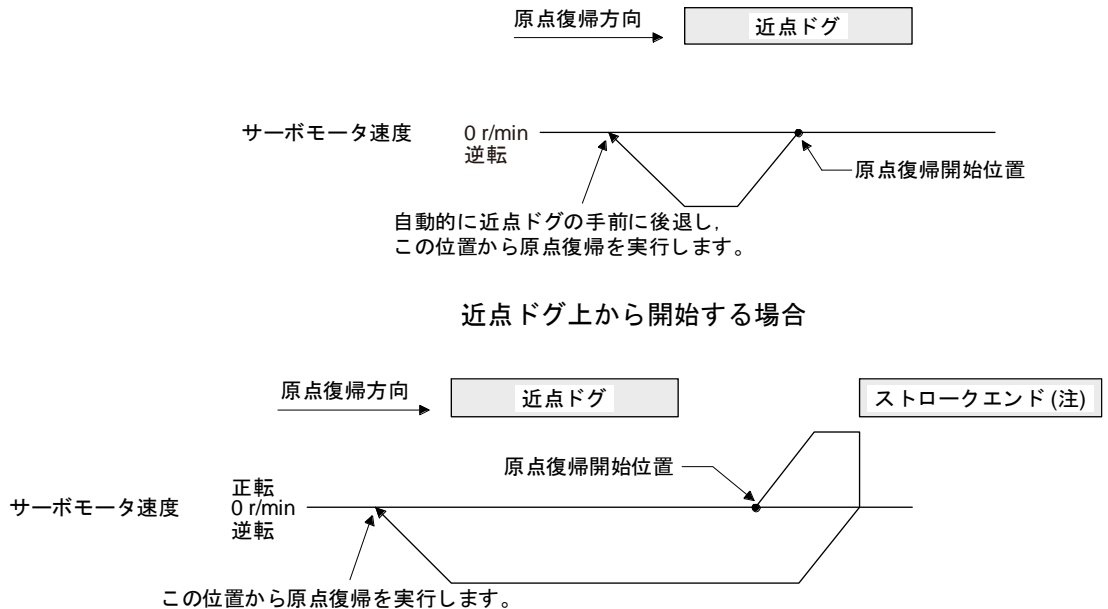 原点復帰方向
近点ドグ
サーボモータ速度
0 r/min
逆転
原点復帰開始位置
自動的に近点ドグの手前に後退し,
この位置から原点復帰を実行します。
近点ドグ上から開始する場合
原点復帰方向
近点ドグ
ストロークエンド (注)
原点復帰開始位置
サーボモータ速度
正転
0 r/min
逆転
この位置から原点復帰を実行します。